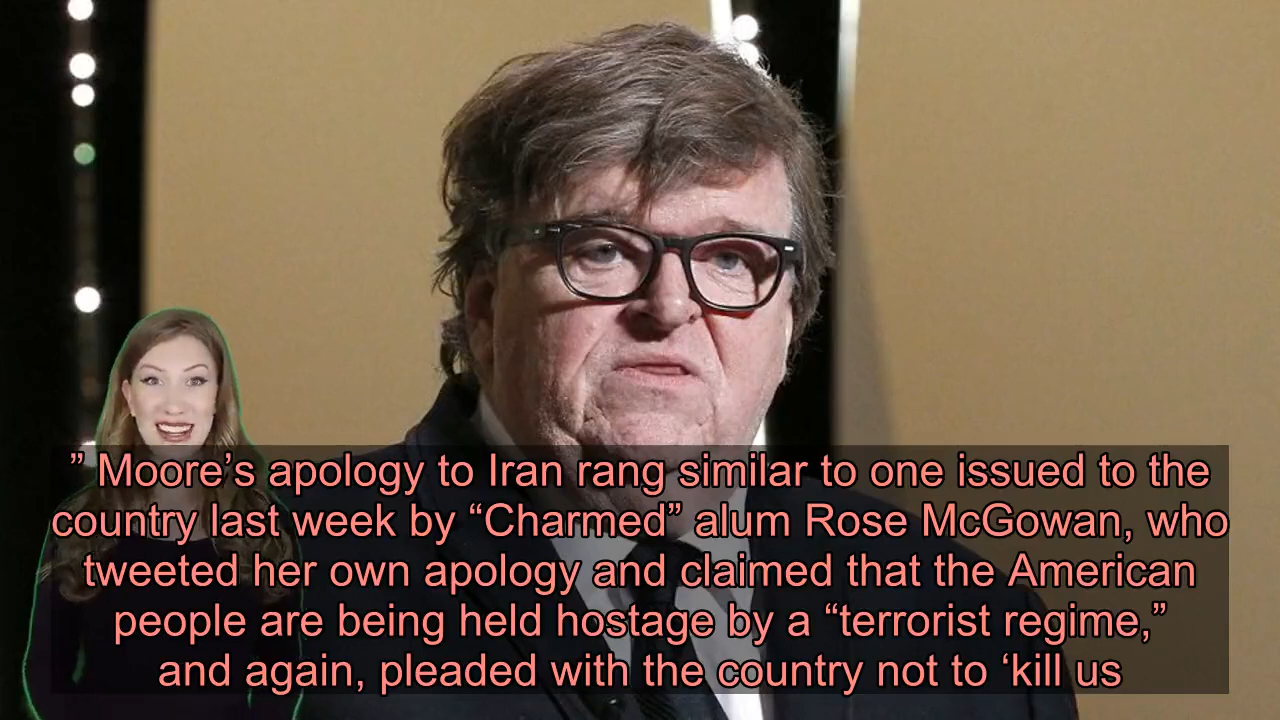 ” Moore’s apology to Iran rang similar to one issued to the
country last week by “Charmed” alum Rose McGowan, who
tweeted her own apology and claimed that the American
people are being held hostage by a “terrorist regime,”
and again, pleaded with the country not to ‘kill us